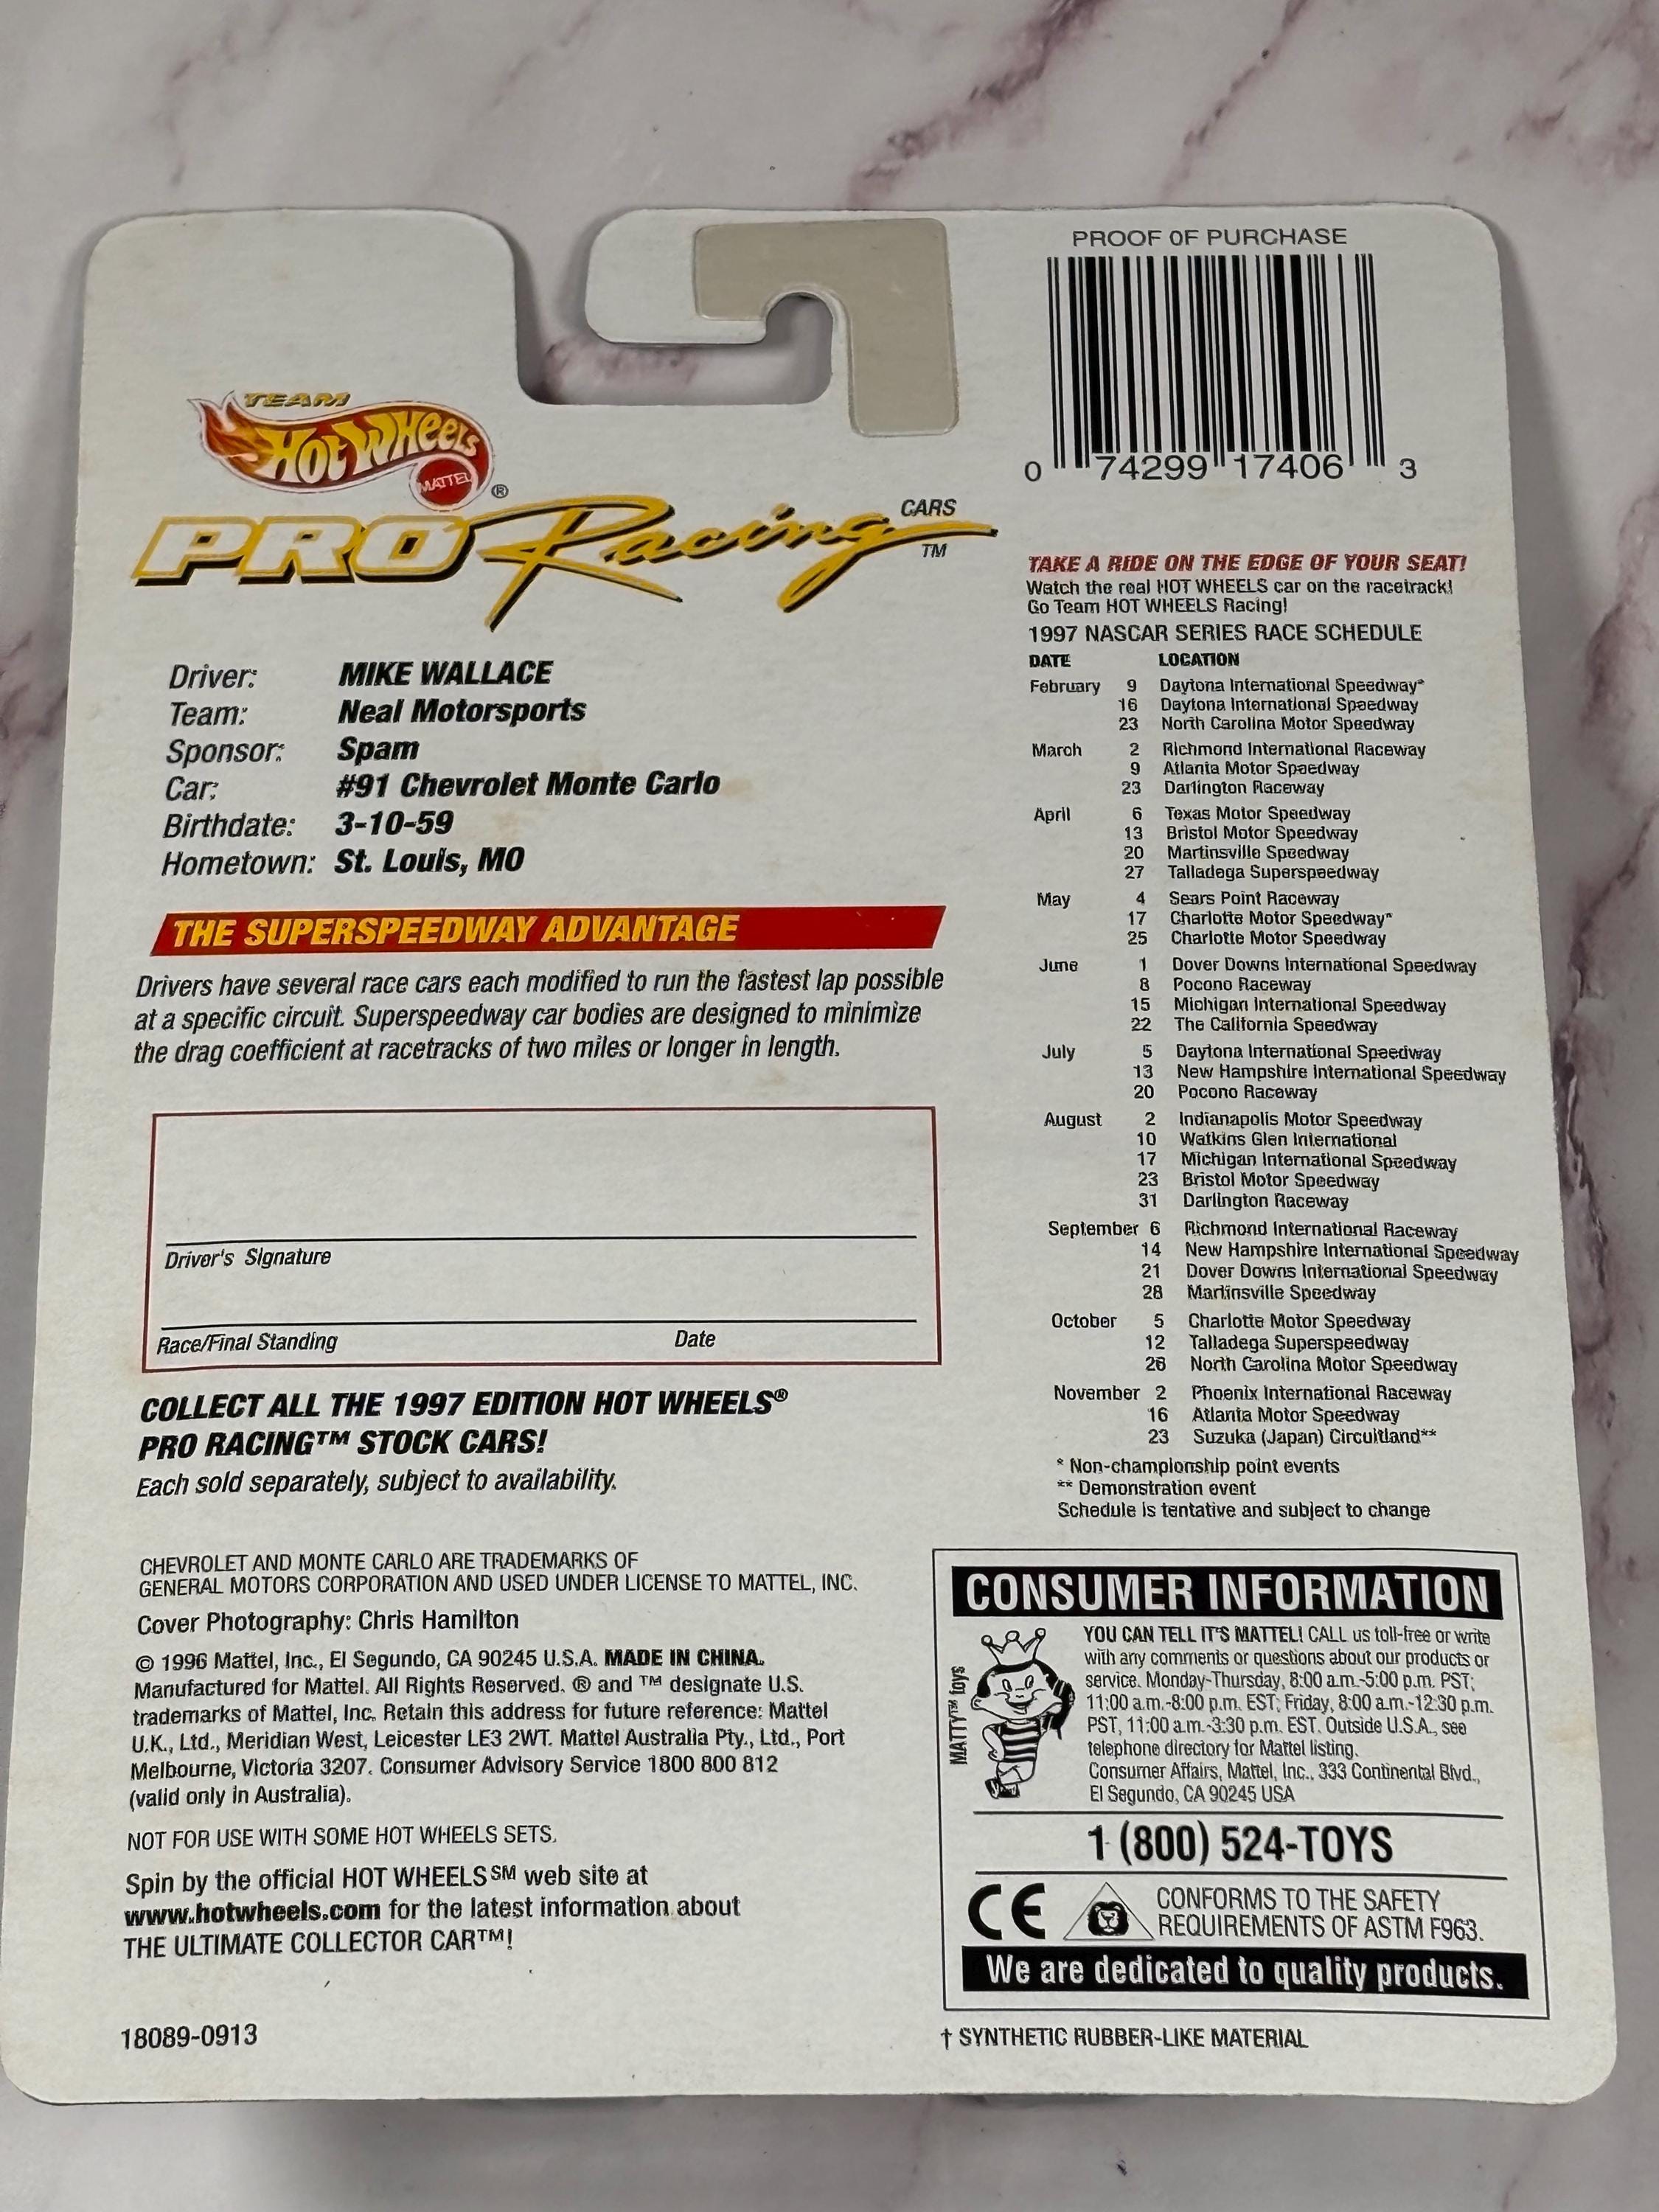 PROOF OF PURCHASE
0 74299 17406 3
TEAM
Hot Wheels
MATTEL
®
PRO Racing
CARS
TM
Driver: MIKE WALLACE
Team: Neal Motorsports
Sponsor: Spam
Car: #91 Chevrolet Monte Carlo
Birthdate: 3-10-59
Hometown: St. Louis, MO
THE SUPERSPEEDWAY ADVANTAGE
Drivers have several race cars each modified to run the fastest lap possible
at a specific circuit. Superspeedway car bodies are designed to minimize
the drag coefficient at racetracks of two miles or longer in length.
Driver's Signature
Race/Final Standing Date
COLLECT ALL THE 1997 EDITION HOT WHEELS®
PRO RACING™ STOCK CARS!
Each sold separately, subject to availability.
CHEVROLET AND MONTE CARLO ARE TRADEMARKS OF
GENERAL MOTORS CORPORATION AND USED UNDER LICENSE TO MATTEL, INC.
Cover Photography: Chris Hamilton
© 1996 Mattel, Inc., El Segundo, CA 90245 U.S.A. MADE IN CHINA.
Manufactured for Mattel. All Rights Reserved. ® and ™ designate U.S.
trademarks of Mattel, Inc. Retain this address for future reference: Mattel
U.K., Ltd., Meridian West, Leicester LE3 2WT. Mattel Australia Pty., Ltd., Port
Melbourne, Victoria 3207. Consumer Advisory Service 1800 800 812
(valid only in Australia).
NOT FOR USE WITH SOME HOT WHEELS SETS.
Spin by the official HOT WHEELS℠ web site at
www.hotwheels.com for the latest information about
THE ULTIMATE COLLECTOR CAR™!
18089-0913
TAKE A RIDE ON THE EDGE OF YOUR SEAT!
Watch the real HOT WHEELS car on the racetrack!
Go Team HOT WHEELS Racing!
1997 NASCAR SERIES RACE SCHEDULE
DATE LOCATION
February 9 Daytona International Speedway*
16 Daytona International Speedway
23 North Carolina Motor Speedway
March 2 Richmond International Raceway
9 Atlanta Motor Speedway
23 Darlington Raceway
April 6 Texas Motor Speedway
13 Bristol Motor Speedway
20 Martinsville Speedway
27 Talladega Superspeedway
May 4 Sears Point Raceway
17 Charlotte Motor Speedway*
25 Charlotte Motor Speedway
June 1 Dover Downs International Speedway
8 Pocono Raceway
15 Michigan International Speedway
22 The California Speedway
July 5 Daytona International Speedway
13 New Hampshire International Speedway
20 Pocono Raceway
August 2 Indianapolis Motor Speedway
10 Watkins Glen International
17 Michigan International Speedway
23 Bristol Motor Speedway
31 Darlington Raceway
September 6 Richmond International Raceway
14 New Hampshire International Speedway
21 Dover Downs International Speedway
28 Martinsville Speedway
October 5 Charlotte Motor Speedway
12 Talladega Superspeedway
26 North Carolina Motor Speedway
November 2 Phoenix International Raceway
16 Atlanta Motor Speedway
23 Suzuka (Japan) Circuitland**
* Non-championship point events
** Demonstration event
Schedule is tentative and subject to change
CONSUMER INFORMATION
MATTY™ toys
YOU CAN TELL IT'S MATTEL! CALL us toll-free or write
with any comments or questions about our products or
service. Monday-Thursday, 8:00 a.m.-5:00 p.m. PST;
11:00 a.m.-8:00 p.m. EST; Friday, 8:00 a.m.-12:30 p.m.
PST, 11:00 a.m.-3:30 p.m. EST. Outside U.S.A., see
telephone directory for Mattel listing.
Consumer Affairs, Mattel, Inc., 333 Continental Blvd.,
El Segundo, CA 90245 USA
1 (800) 524-TOYS
CE
CONFORMS TO THE SAFETY
REQUIREMENTS OF ASTM F963.
We are dedicated to quality products.
† SYNTHETIC RUBBER-LIKE MATERIAL